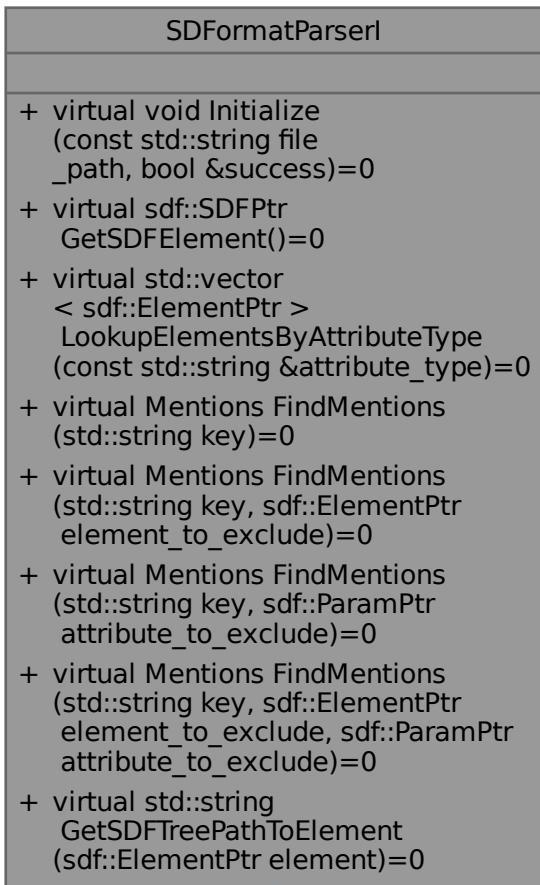 SDFormatParserI
+ virtual void Initialize
(const std::string file
_path, bool &success)=0
+ virtual sdf::SDFPtr
GetSDFElement()=0
+ virtual std::vector
< sdf::ElementPtr >
LookupElementsByAttributeType
(const std::string &attribute_type)=0
+ virtual Mentions FindMentions
(std::string key)=0
+ virtual Mentions FindMentions
(std::string key, sdf::ElementPtr
element_to_exclude)=0
+ virtual Mentions FindMentions
(std::string key, sdf::ParamPtr
attribute_to_exclude)=0
+ virtual Mentions FindMentions
(std::string key, sdf::ElementPtr
element_to_exclude, sdf::ParamPtr
attribute_to_exclude)=0
+ virtual std::string
GetSDFTreePathToElement
(sdf::ElementPtr element)=0